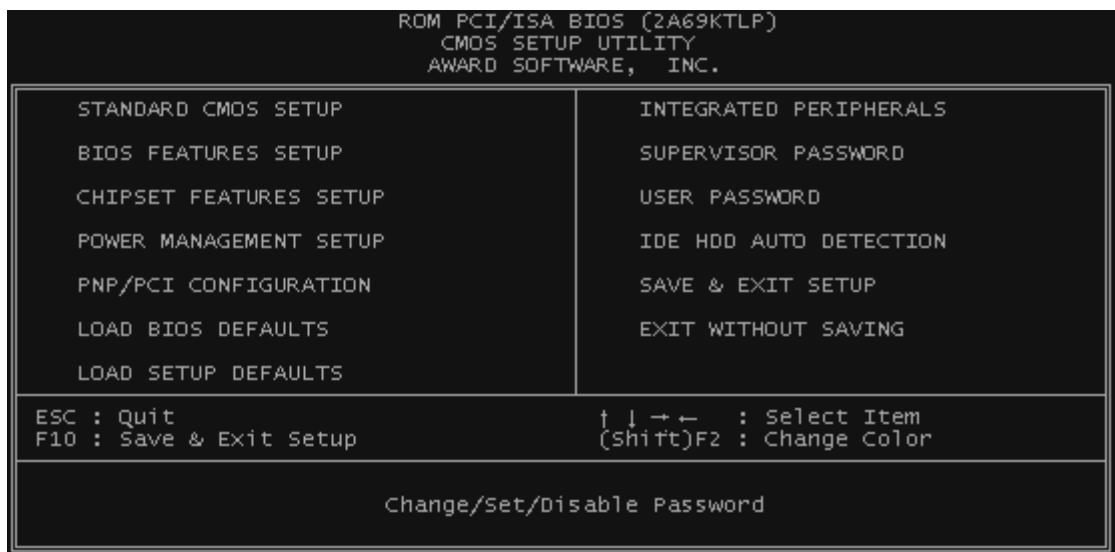 ROM PCI/ISA BIOS (2A69KTLP)
CMOS SETUP UTILITY
AWARD SOFTWARE, INC.
STANDARD CMOS SETUP
BIOS FEATURES SETUP
CHIPSET FEATURES SETUP
POWER MANAGEMENT SETUP
PNP/PCI CONFIGURATION
LOAD BIOS DEFAULTS
LOAD SETUP DEFAULTS
INTEGRATED PERIPHERALS
SUPERVISOR PASSWORD
USER PASSWORD
IDE HDD AUTO DETECTION
SAVE & EXIT SETUP
EXIT WITHOUT SAVING
ESC : Quit
F10 : Save & Exit Setup
↑ ↓ → ← : Select Item
(Shift)F2 : Change Color
Change/Set/Disable Password